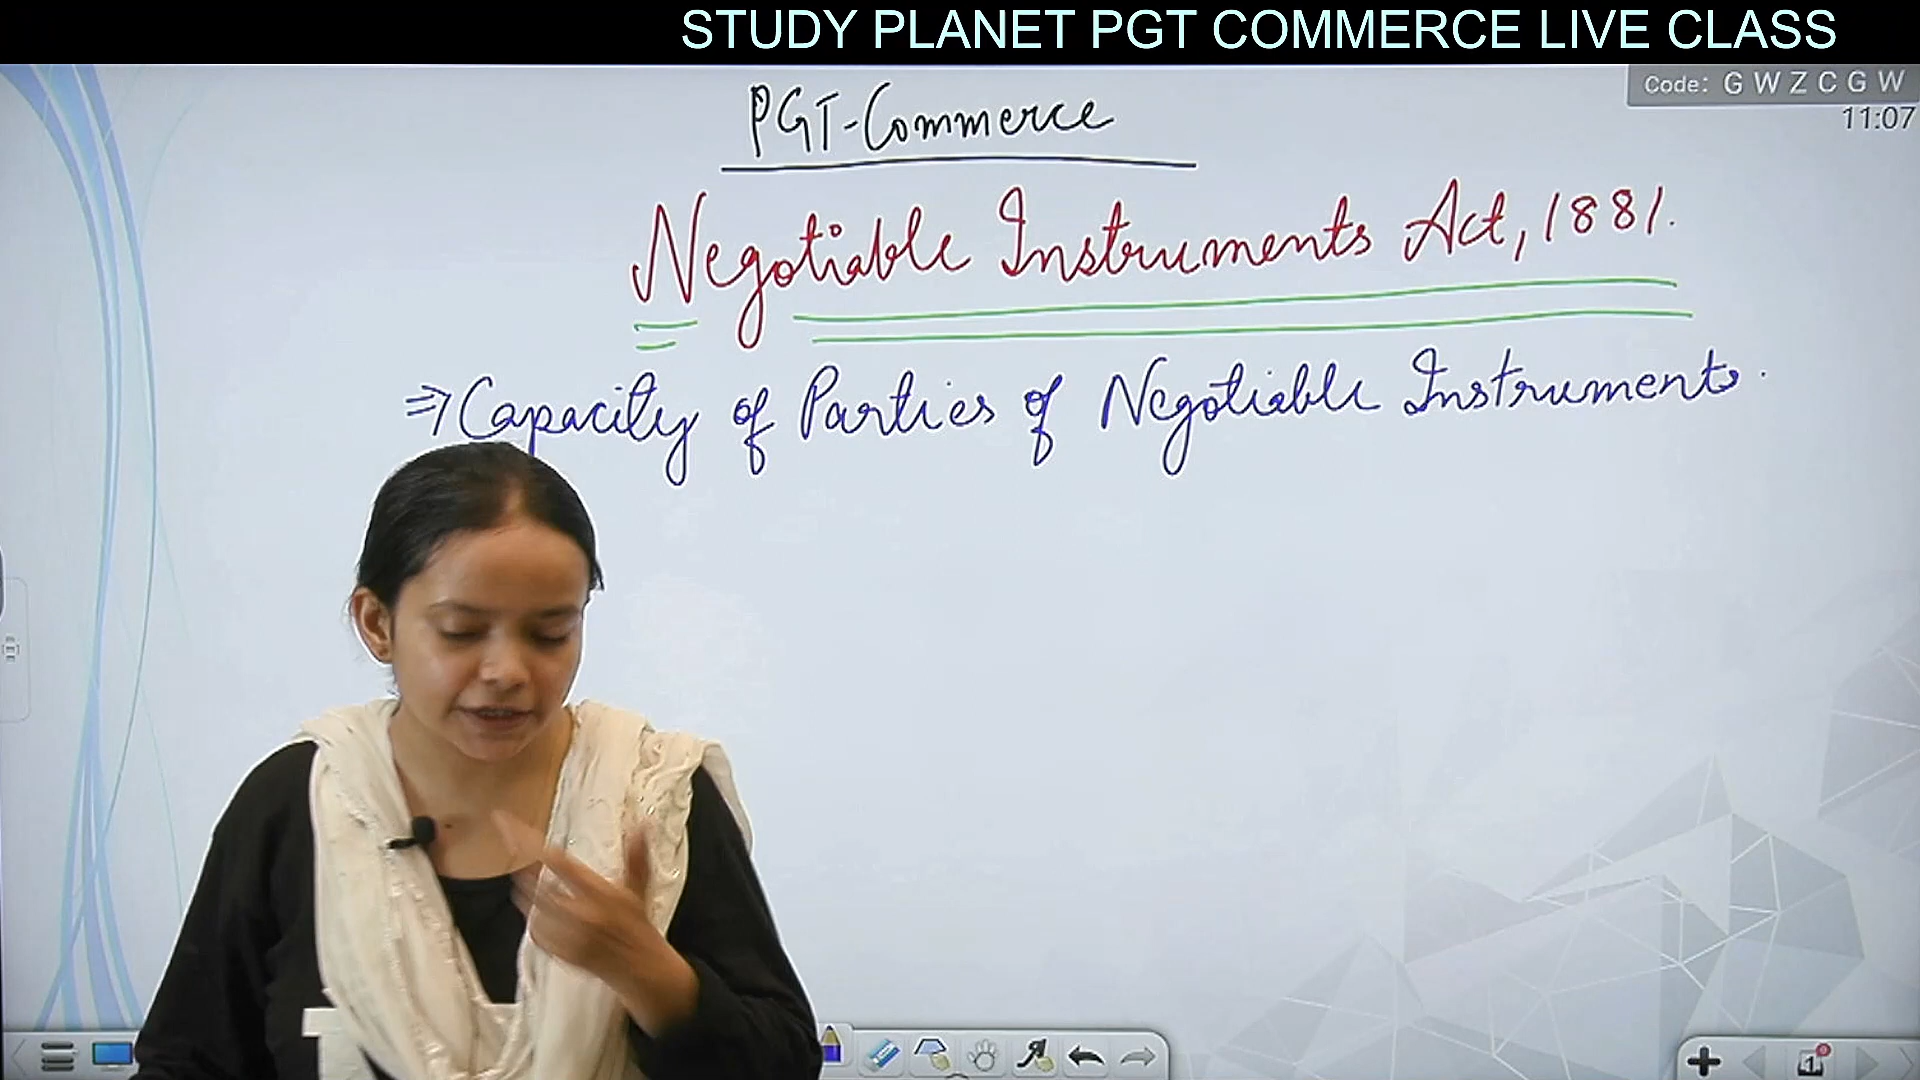 STUDY PLANET PGT COMMERCE LIVE CLASS
Code: G W Z C G W
11:07
PGT-Commerce
Negotiable Instruments Act, 1881.
⇒ Capacity of Parties of Negotiable Instruments.
1